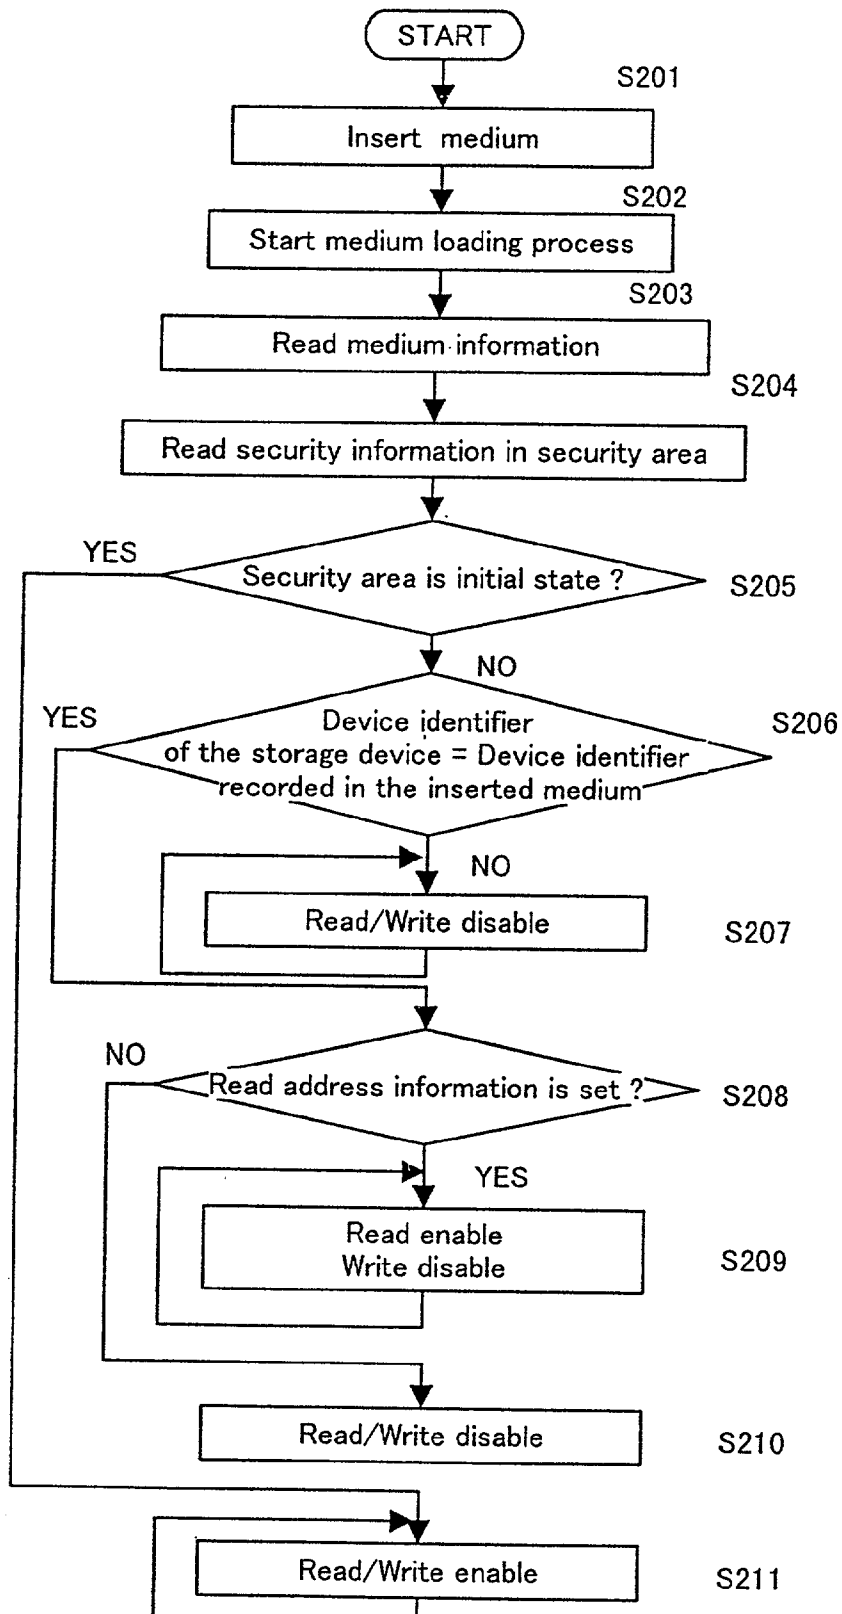 START
S201
Insert medium
S202
Start medium loading process
S203
Read medium information
S204
Read security information in security area
YES
Security area is initial state ?
S205
NO
YES
Device identifier
S206
of the storage device = Device identifier
recorded in the inserted medium
NO
Read/Write disable
S207
NO
Read address information is set ?
S208
YES
Read enable
Write disable
S209
Read/Write disable
S210
Read/Write enable
S211